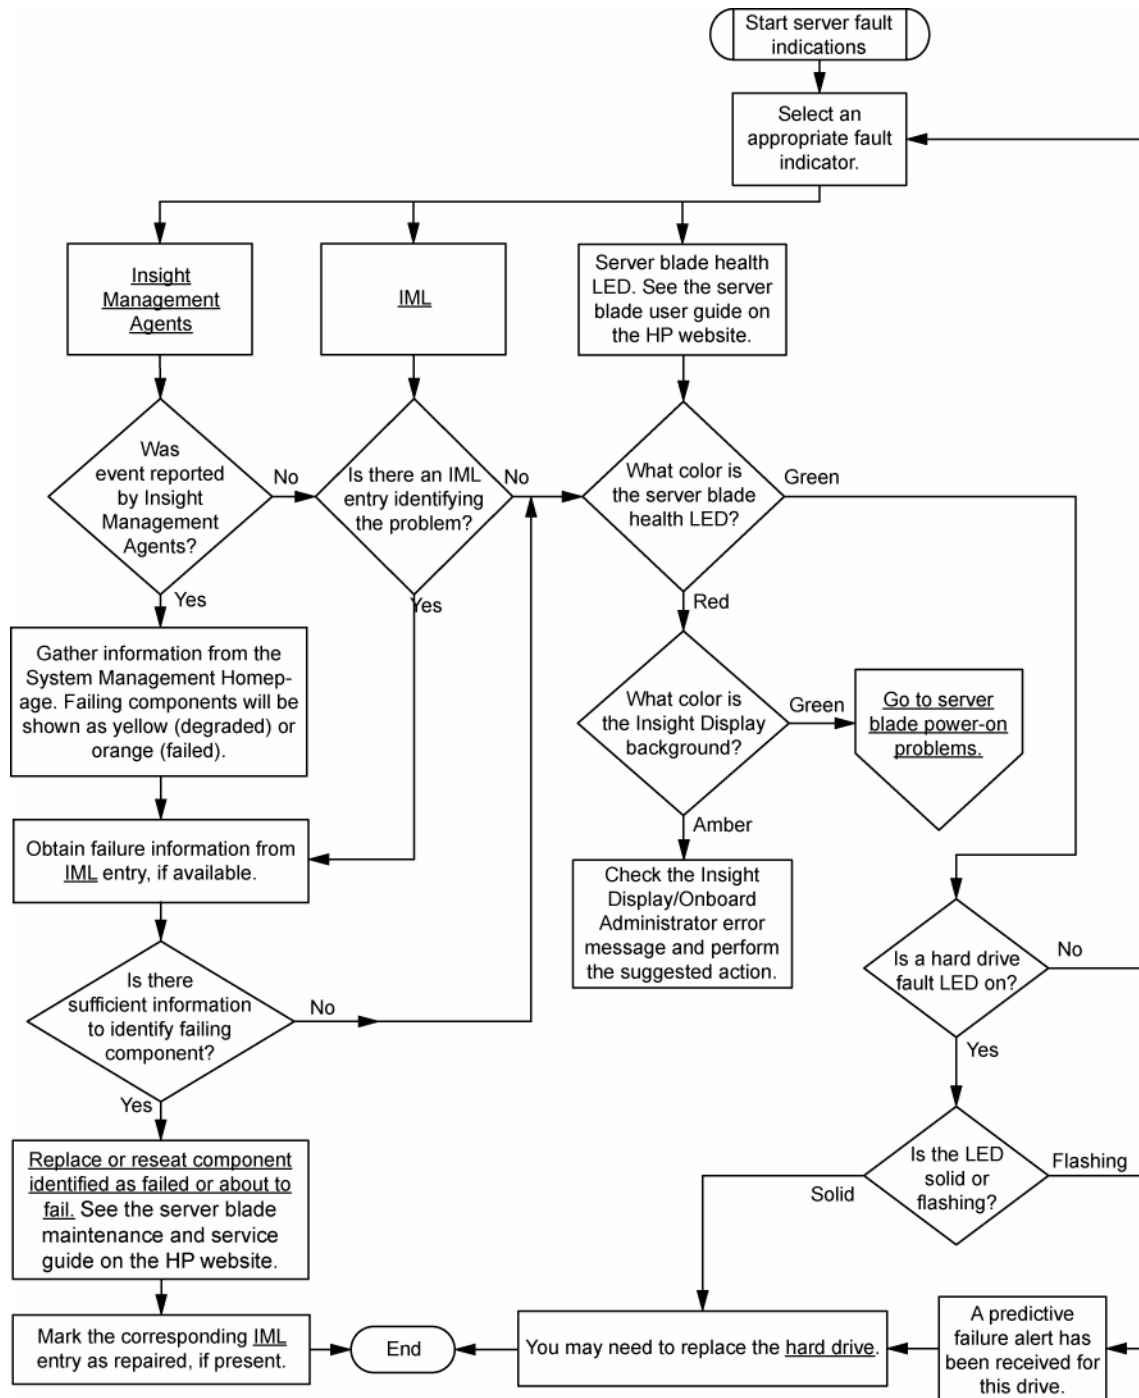 Start server fault
indications
Select an
appropriate fault
indicator.
Insight
Management
Agents
IML
Server blade health
LED. See the server
blade user guide on
the HP website.
Was
event reported
by Insight
Management
Agents?
No
Is there an IML
entry identifying
the problem?
No
What color is
the server blade
health LED?
Green
Yes
Yes
Red
Gather information from the
System Management Homep-
age. Failing components will be
shown as yellow (degraded) or
orange (failed).
What color is
the Insight Display
background?
Green
Go to server
blade power-on
problems.
Amber
Obtain failure information from
IML entry, if available.
Check the Insight
Display/Onboard
Administrator error
message and perform
the suggested action.
Is there
sufficient information
to identify failing
component?
No
Is a hard drive
fault LED on?
No
Yes
Yes
Replace or reseat component
identified as failed or about to
fail. See the server blade
maintenance and service
guide on the HP website.
Is the LED
solid or
flashing?
Flashing
Solid
Mark the corresponding IML
entry as repaired, if present.
End
You may need to replace the hard drive.
A predictive
failure alert has
been received for
this drive.